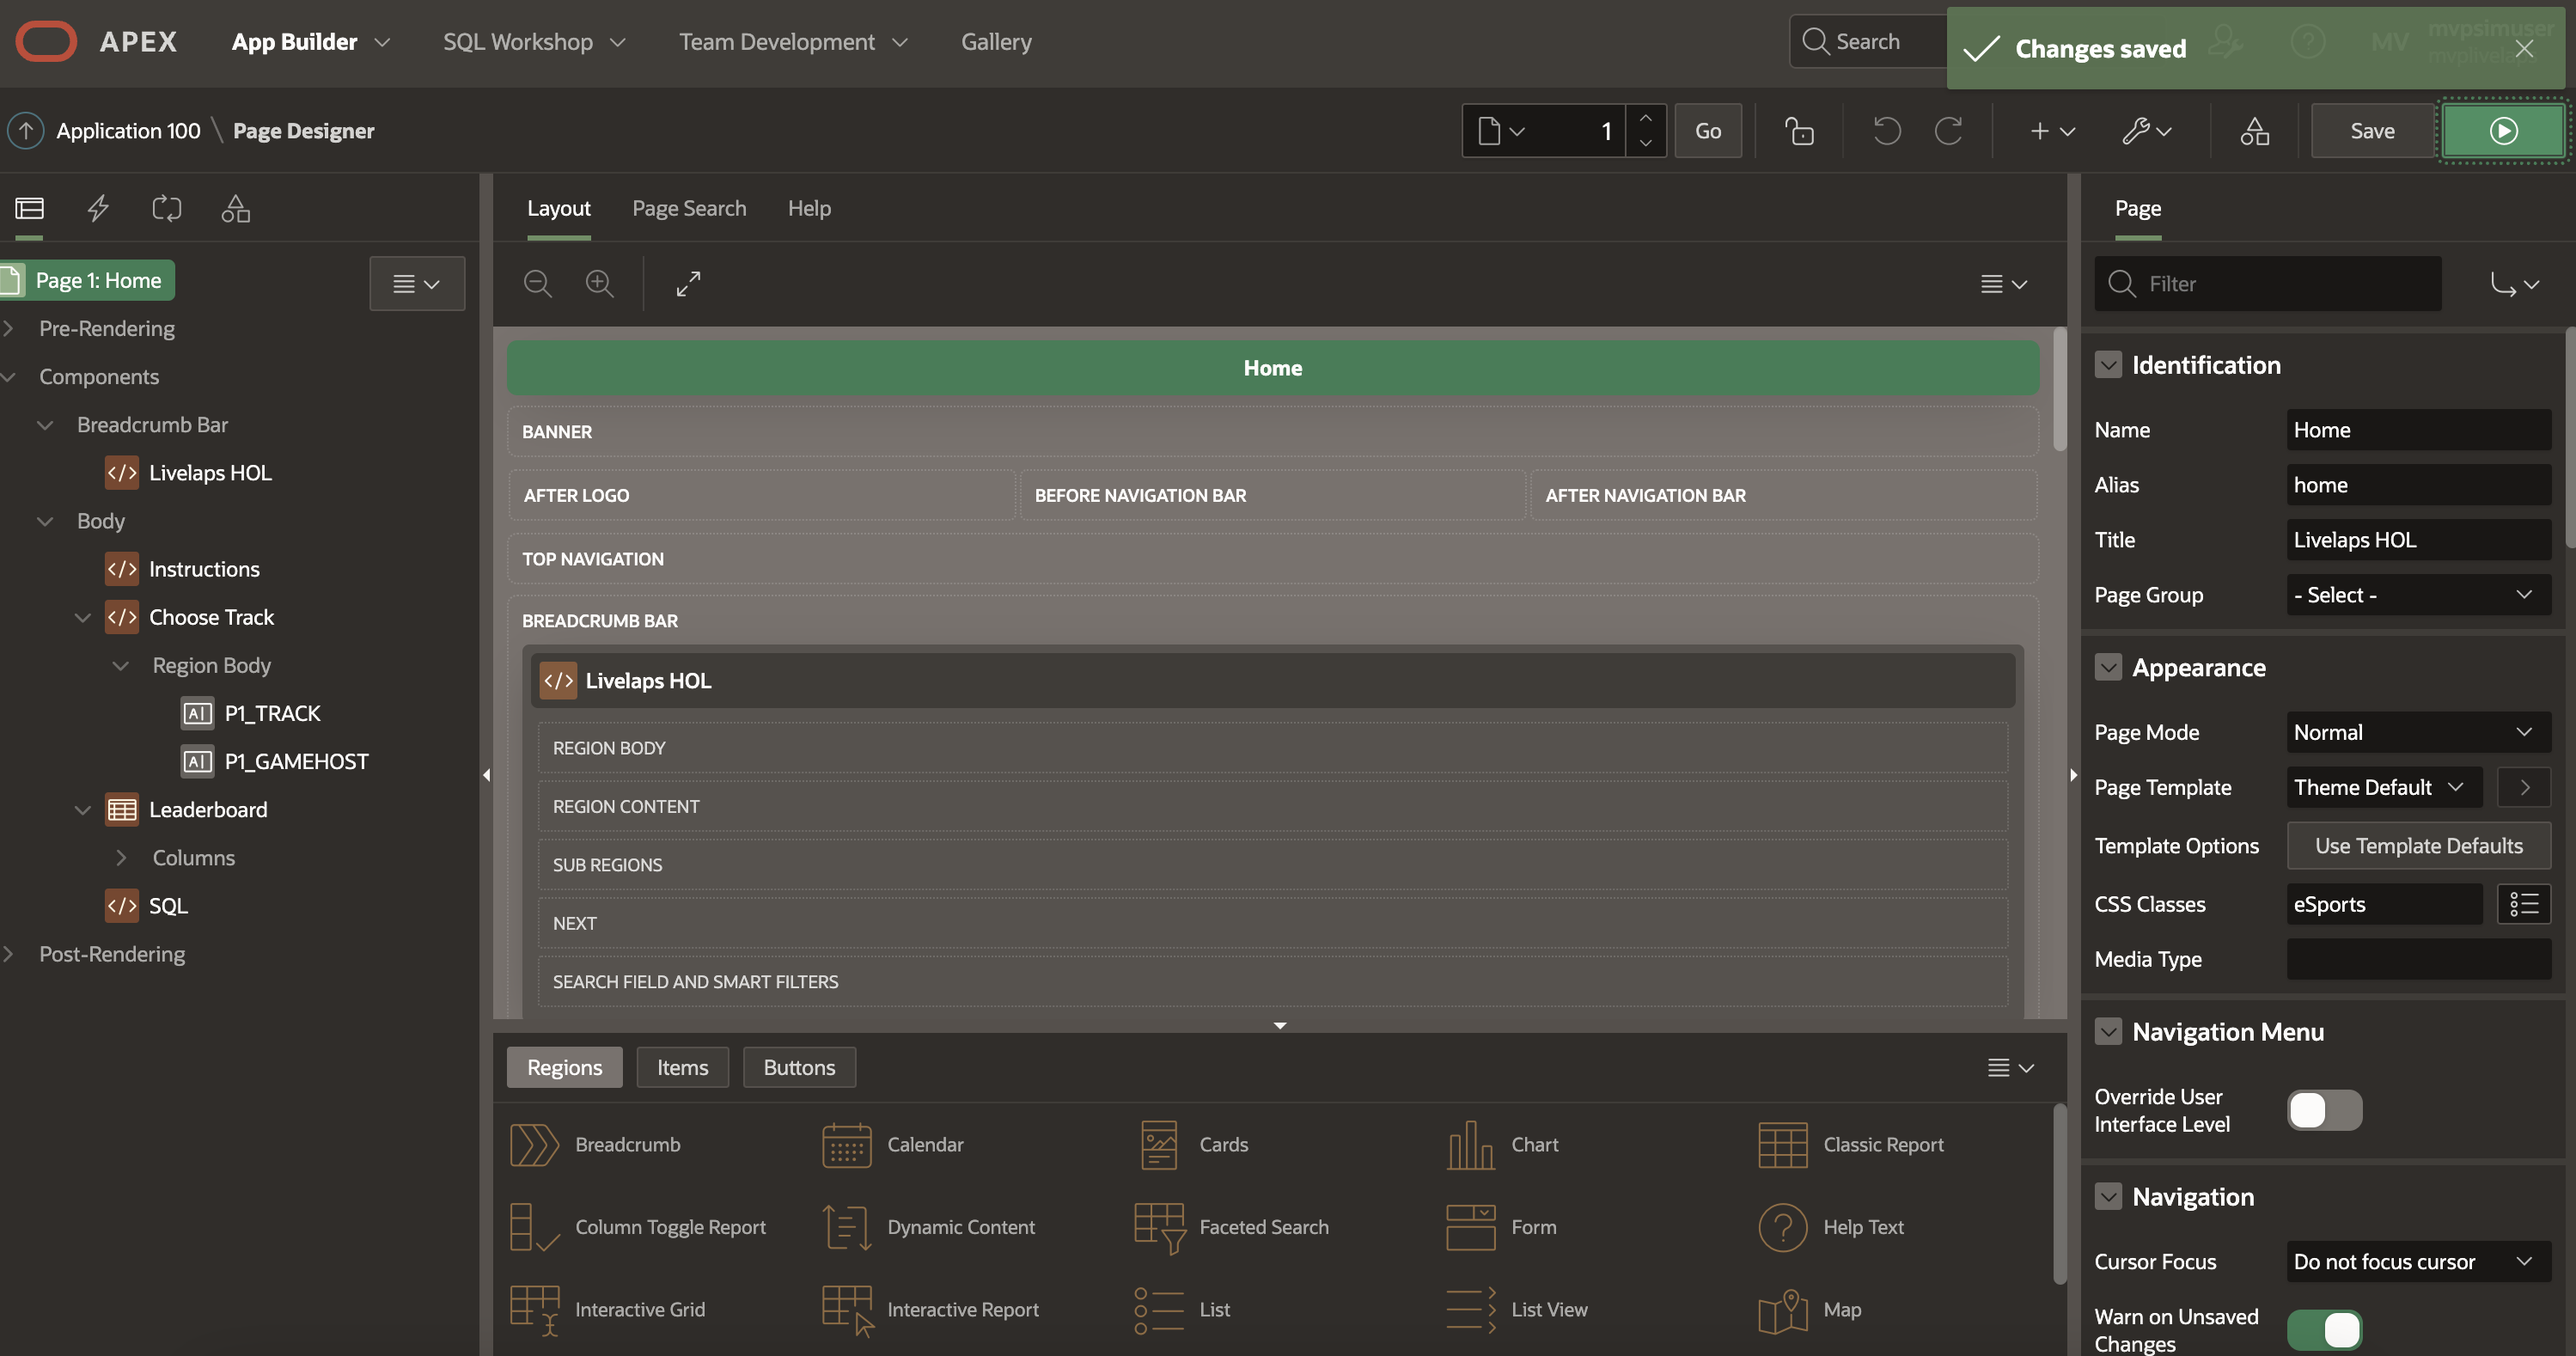 APEX App Builder SQL Workshop Team Development Gallery Search Changes saved MV mvpsimuser
Application 100 \ Page Designer 1 Go Save
Layout Page Search Help Page
Page 1: Home
Filter
Pre-Rendering
Components
Breadcrumb Bar
Livelaps HOL
Body
Instructions
Choose Track
Region Body
P1_TRACK
P1_GAMEHOST
Leaderboard
Columns
SQL
Post-Rendering
Home
BANNER
AFTER LOGO BEFORE NAVIGATION BAR AFTER NAVIGATION BAR
TOP NAVIGATION
BREADCRUMB BAR
Livelaps HOL
REGION BODY
REGION CONTENT
SUB REGIONS
NEXT
SEARCH FIELD AND SMART FILTERS
Regions Items Buttons
Breadcrumb Calendar Cards Chart Classic Report
Column Toggle Report Dynamic Content Faceted Search Form Help Text
Interactive Grid Interactive Report List List View Map
Identification
Name Home
Alias home
Title Livelaps HOL
Page Group - Select -
Appearance
Page Mode Normal
Page Template Theme Default
Template Options Use Template Defaults
CSS Classes eSports
Media Type
Navigation Menu
Override User
Interface Level
Navigation
Cursor Focus Do not focus cursor
Warn on Unsaved
Changes